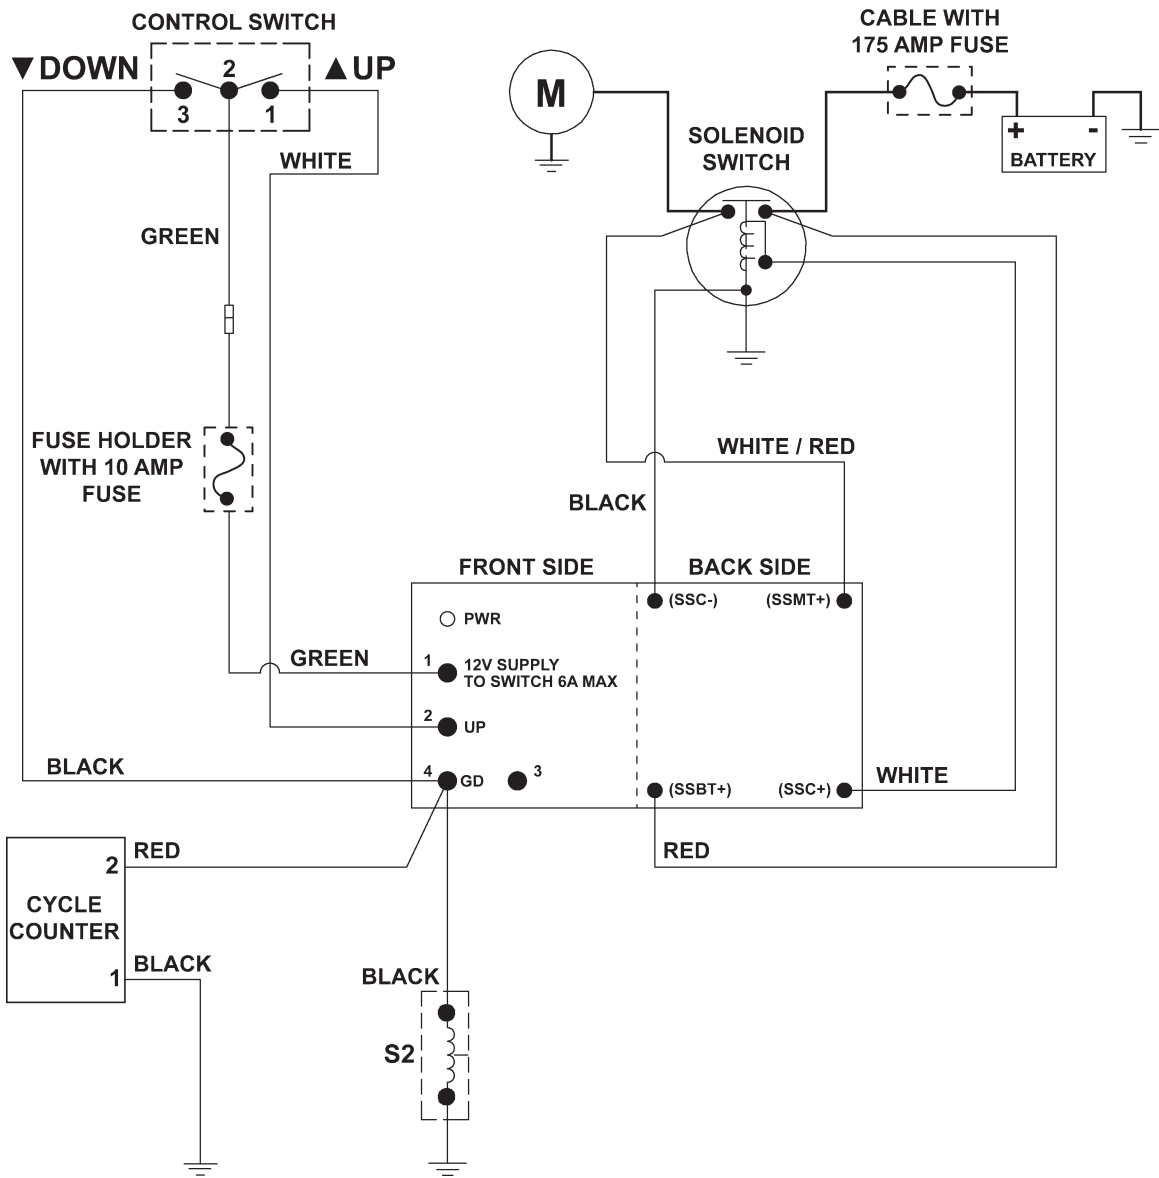 CONTROL SWITCH
▼DOWN
2
▲UP
3
1
WHITE
GREEN
CABLE WITH
175 AMP FUSE
M
SOLENOID
SWITCH
+
-
BATTERY
FUSE HOLDER
WITH 10 AMP
FUSE
WHITE / RED
BLACK
FRONT SIDE
BACK SIDE
PWR
(SSC-)
(SSMT+)
GREEN
1
12V SUPPLY
TO SWITCH 6A MAX
2
UP
BLACK
4
GD
3
(SSBT+)
(SSC+)
WHITE
RED
2
RED
CYCLE
COUNTER
1
BLACK
BLACK
S2